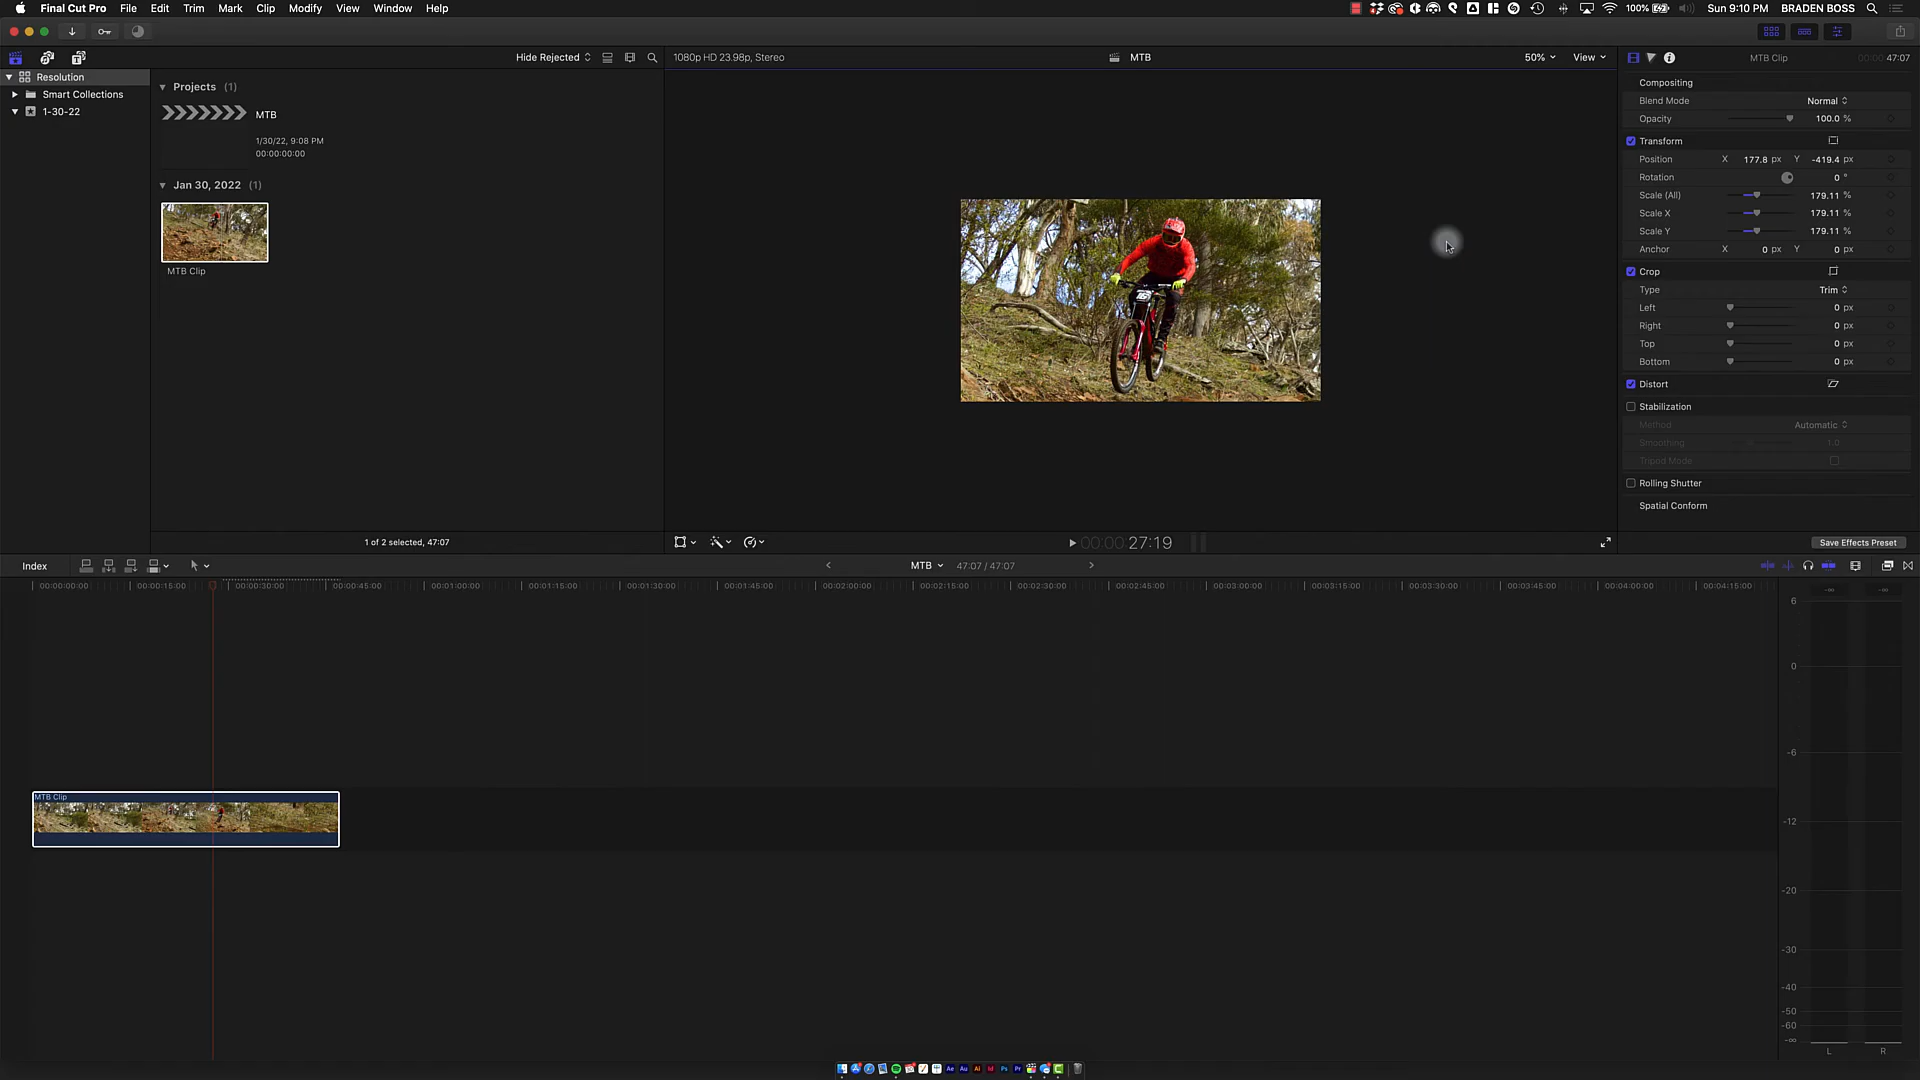 Final Cut Pro File Edit Trim Mark Clip Modify View Window Help
100% Sun 9:10 PM BRADEN BOSS
Hide Rejected
1080p HD 23.98p, Stereo
MTB
50% View
MTB Clip
47:07
Resolution
Smart Collections
1-30-22
Projects (1)
MTB
1/30/22, 9:08 PM
00:00:00:00
Jan 30, 2022 (1)
MTB Clip
1 of 2 selected, 47:07
Compositing
Blend Mode Normal
Opacity 100.0 %
Transform
Position X 177.8 px Y -419.4 px
Rotation 0 °
Scale (All) 179.11 %
Scale X 179.11 %
Scale Y 179.11 %
Anchor X 0 px Y 0 px
Crop
Type Trim
Left 0 px
Right 0 px
Top 0 px
Bottom 0 px
Distort
Stabilization
Method Automatic
Smoothing 1.0
Tripod Mode
Rolling Shutter
Spatial Conform
Save Effects Preset
00:00:27:19
Index
MTB 47:07 / 47:07
00:00:00:00 00:00:15:00 00:00:30:00 00:00:45:00 00:01:00:00 00:01:15:00 00:01:30:00 00:01:45:00 00:02:00:00 00:02:15:00 00:02:30:00 00:02:45:00 00:03:00:00 00:03:15:00 00:03:30:00 00:03:45:00 00:04:00:00 00:04:15:00
MTB Clip
-∞ -∞
6
0
-6
-12
-20
-30
-40
-50
-60
-∞
L R
Ae Au Ai Id Ps Pr